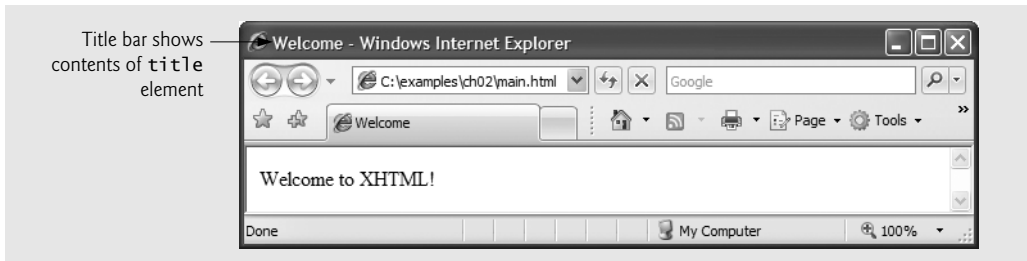 Title bar shows
contents of title
element
Welcome - Windows Internet Explorer
C:\examples\ch02\main.html
Google
Welcome
Page
Tools
»
Welcome to XHTML!
Done
My Computer
100%